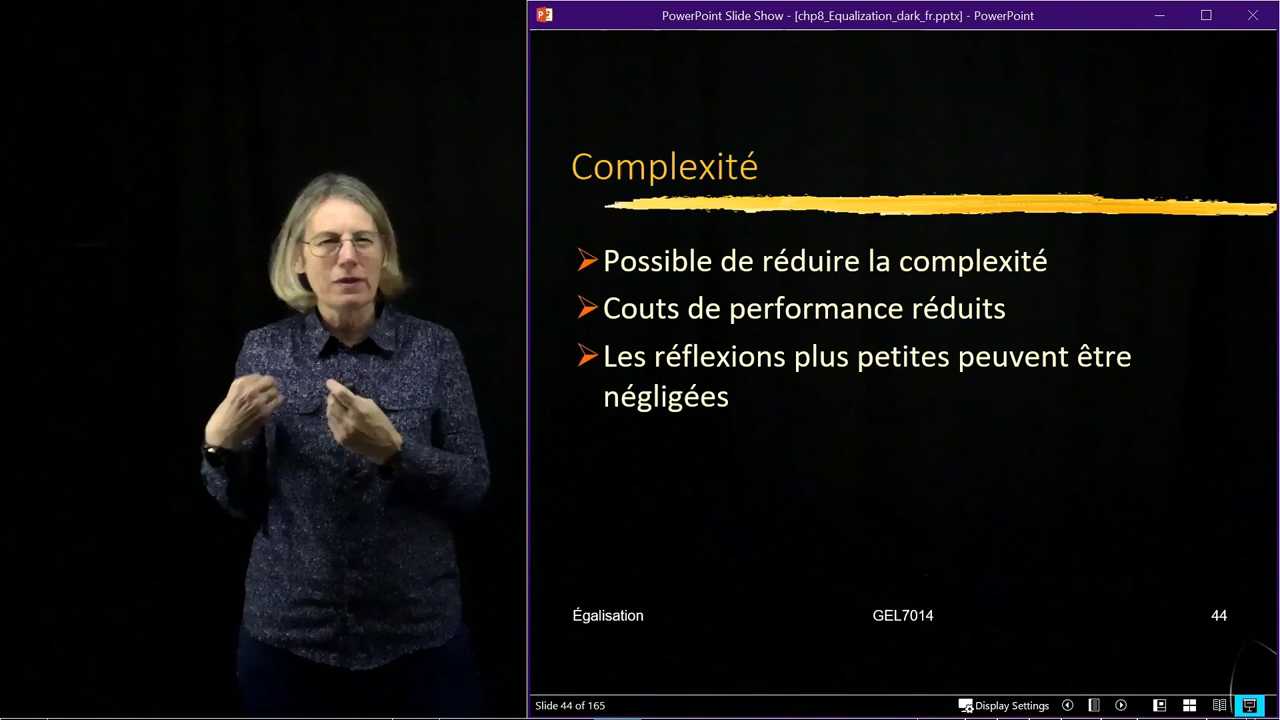 PowerPoint Slide Show - [chp8_Equalization_dark_fr.pptx] - PowerPoint
Complexité
Possible de réduire la complexité
Couts de performance réduits
Les réflexions plus petites peuvent être
négligées
Égalisation GEL7014 44
Slide 44 of 165 Display Settings